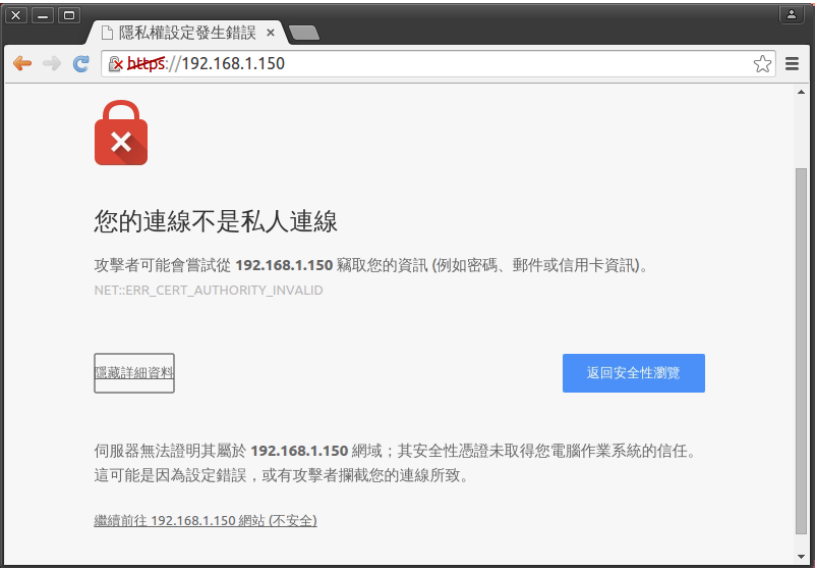 隱私權設定發生錯誤
https://192.168.1.150
您的連線不是私人連線
攻擊者可能會嘗試從 192.168.1.150 竊取您的資訊 (例如密碼、郵件或信用卡資訊)。
NET::ERR_CERT_AUTHORITY_INVALID
隱藏詳細資料
返回安全性瀏覽
伺服器無法證明其屬於 192.168.1.150 網域；其安全性憑證未取得您電腦作業系統的信任。
這可能是因為設定錯誤，或有攻擊者攔截您的連線所致。
繼續前往 192.168.1.150 網站 (不安全)